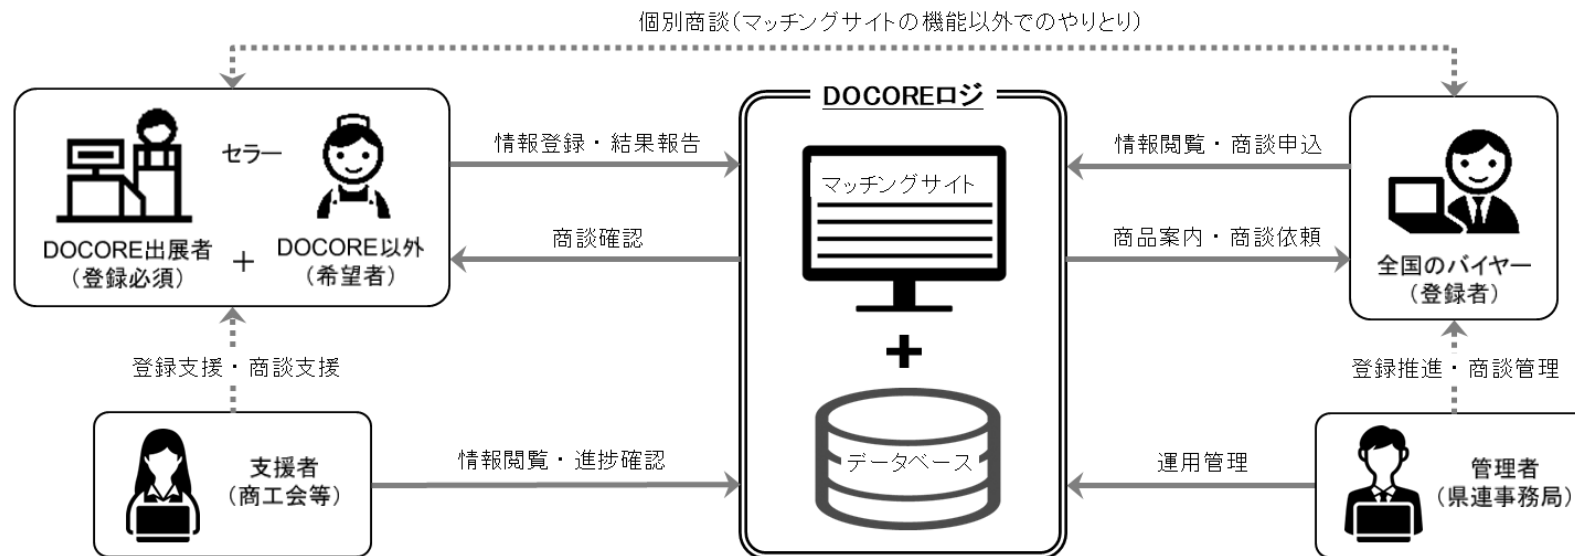 個別商談(マッチングサイトの機能以外でのやりとり)
DOCOREロジ
セラー
情報登録・結果報告
情報閲覧・商談申込
マッチングサイト
DOCORE出展者
(登録必須)
+
DOCORE以外
(希望者)
商談確認
商品案内・商談依頼
全国のバイヤー
(登録者)
+
登録支援・商談支援
登録推進・商談管理
支援者
(商工会等)
情報閲覧・進捗確認
データベース
運用管理
管理者
(県連事務局)